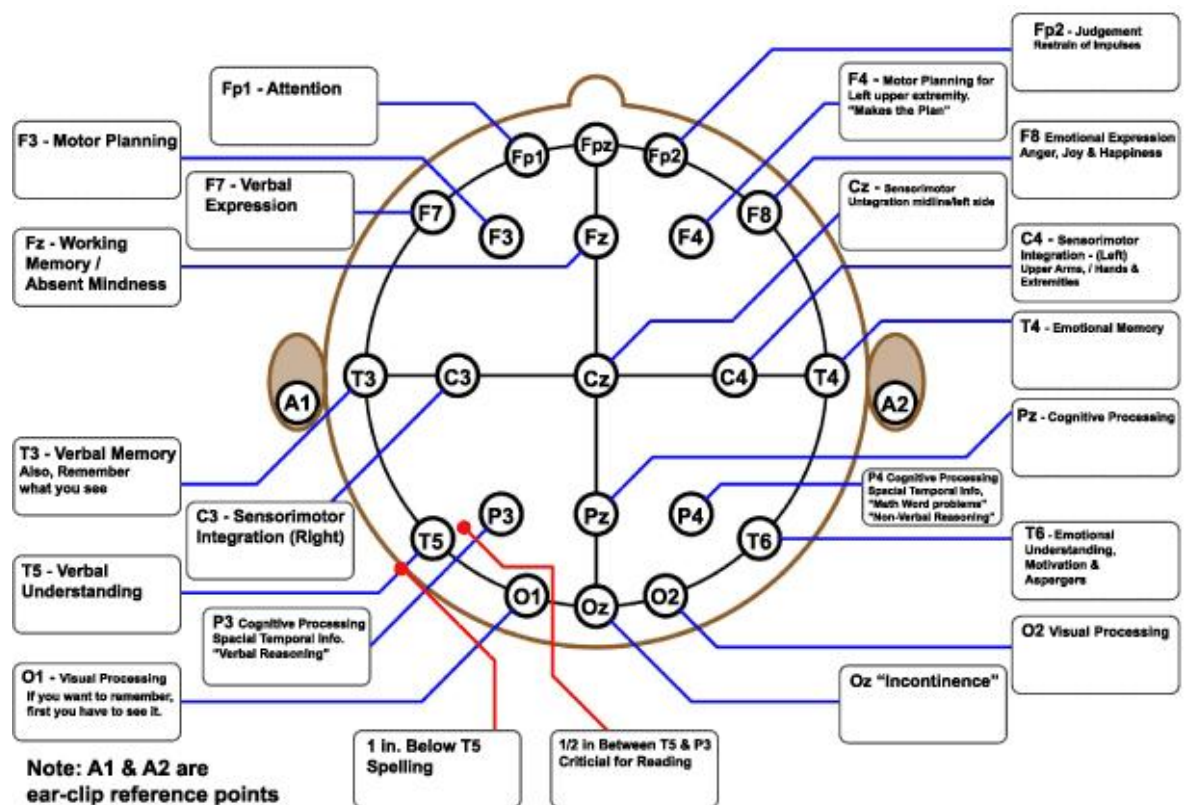 Fp1 - Attention
F3 - Motor Planning
F7 - Verbal
Expression
Fz - Working
Memory /
Absent Mindness
T3 - Verbal Memory
Also, Remember
what you see
C3 - Sensorimotor
Integration (Right)
T5 - Verbal
Understanding
P3 Cognitive Processing
Special Temporal Info.
"Verbal Reasoning"
O1 - Visual Processing
If you want to remember,
first you have to see it.
Note: A1 & A2 are
ear-clip reference points
1 in. Below T5
Spelling
1/2 in Between T5 & P3
Criticial for Reading
Fp1 Fpz Fp2
F7 F3 Fz F4 F8
A1 T3 C3 Cz C4 T4 A2
T5 P3 Pz P4 T6
O1 Oz O2
Fp2 - Judgement
Restrain of Impulses
F4 - Motor Planning for
Left upper extremity.
"Makes the Plan"
F8 Emotional Expression
Anger, Joy & Happiness
Cz - Sensorimotor
Untagration midline/left side
C4 - Sensorimotor
Integration - (Left)
Upper Arms, / Hands &
Extremities
T4 - Emotional Memory
Pz - Cognitive Processing
P4 Cognitive Processing
Special Temporal Info,
"Math Word problems"
"Non-Verbal Reasoning"
T6 - Emotional
Understanding,
Motivation &
Aspergers
O2 Visual Processing
Oz "Incontinence"